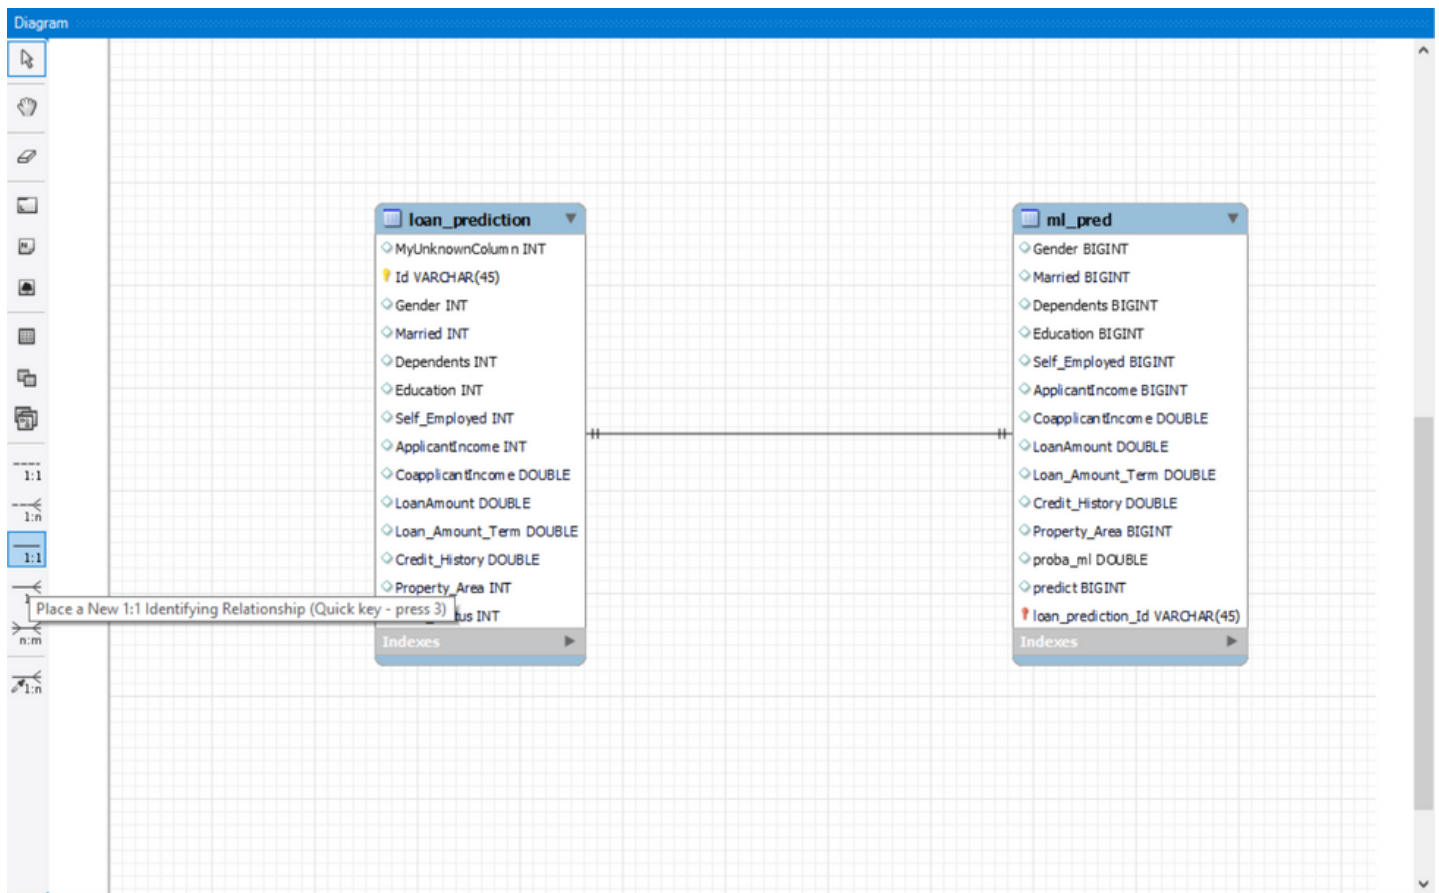 Diagram
1:1
1:n
1:1
Place a New 1:1 Identifying Relationship (Quick key - press 3)
n:m
1:n
loan_prediction
MyUnknownColumn INT
Id VARCHAR(45)
Gender INT
Married INT
Dependents INT
Education INT
Self_Employed INT
ApplicantIncome INT
CoapplicantIncome DOUBLE
LoanAmount DOUBLE
Loan_Amount_Term DOUBLE
Credit_History DOUBLE
Property_Area INT
tus INT
Indexes
ml_pred
Gender BIGINT
Married BIGINT
Dependents BIGINT
Education BIGINT
Self_Employed BIGINT
ApplicantIncome BIGINT
CoapplicantIncome DOUBLE
LoanAmount DOUBLE
Loan_Amount_Term DOUBLE
Credit_History DOUBLE
Property_Area BIGINT
proba_ml DOUBLE
predict BIGINT
loan_prediction_Id VARCHAR(45)
Indexes